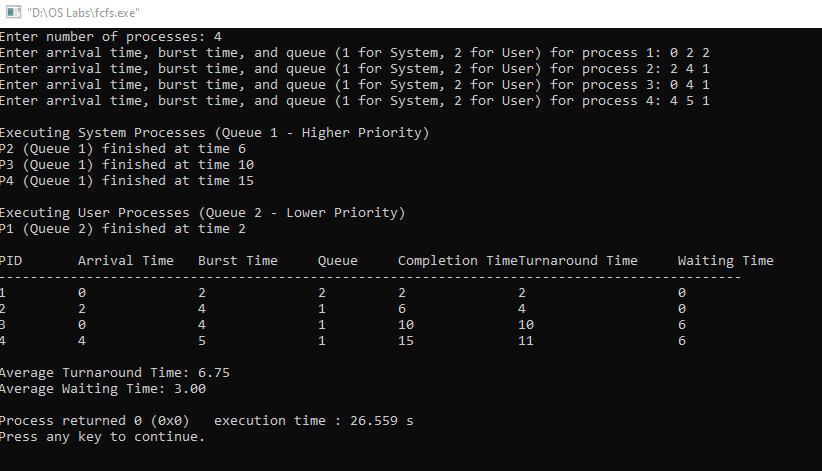 "D:\OS Labs\fcfs.exe"
Enter number of processes: 4
Enter arrival time, burst time, and queue (1 for System, 2 for User) for process 1: 0 2 2
Enter arrival time, burst time, and queue (1 for System, 2 for User) for process 2: 2 4 1
Enter arrival time, burst time, and queue (1 for System, 2 for User) for process 3: 0 4 1
Enter arrival time, burst time, and queue (1 for System, 2 for User) for process 4: 4 5 1
Executing System Processes (Queue 1 - Higher Priority)
P2 (Queue 1) finished at time 6
P3 (Queue 1) finished at time 10
P4 (Queue 1) finished at time 15
Executing User Processes (Queue 2 - Lower Priority)
P1 (Queue 2) finished at time 2
PID Arrival Time Burst Time Queue Completion TimeTurnaround Time Waiting Time
--------------------------------------------------------------------------------------------
1 0 2 2 2 2 0
2 2 4 1 6 4 0
3 0 4 1 10 10 6
4 4 5 1 15 11 6
Average Turnaround Time: 6.75
Average Waiting Time: 3.00
Process returned 0 (0x0) execution time : 26.559 s
Press any key to continue.